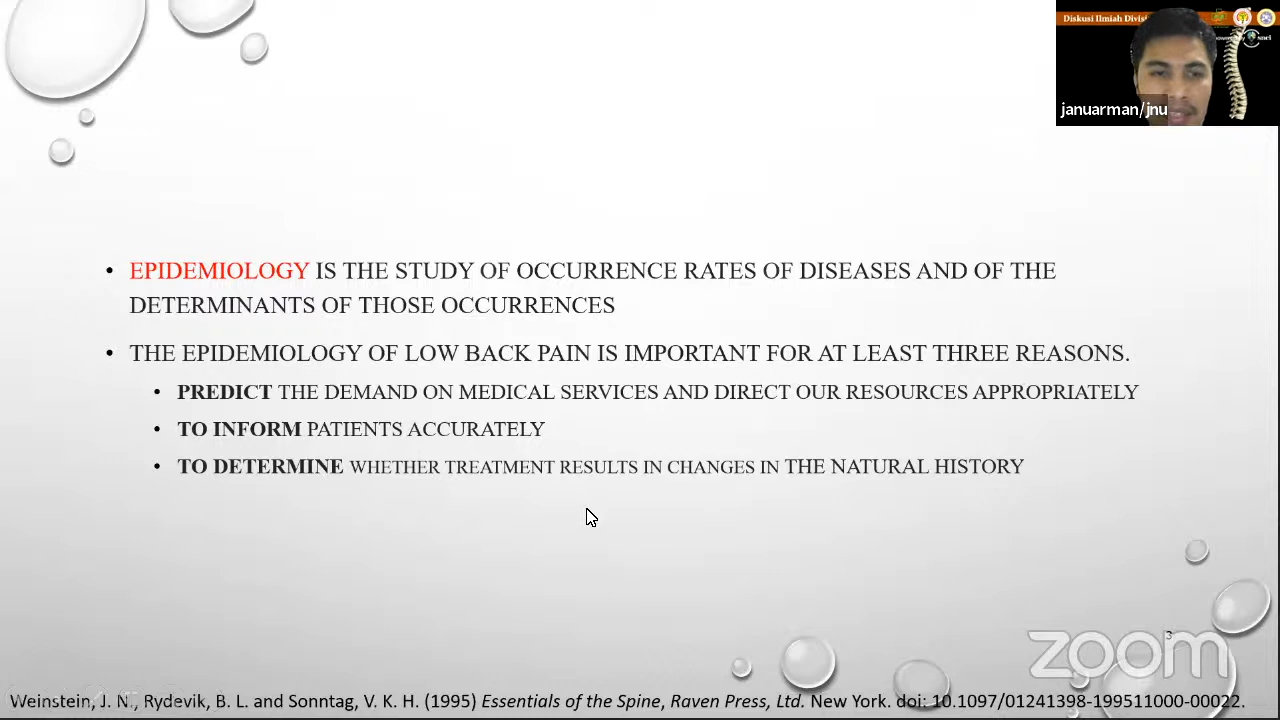 Diskusi Ilmiah Divisi
januarman/jnu
• EPIDEMIOLOGY IS THE STUDY OF OCCURRENCE RATES OF DISEASES AND OF THE
DETERMINANTS OF THOSE OCCURRENCES
• THE EPIDEMIOLOGY OF LOW BACK PAIN IS IMPORTANT FOR AT LEAST THREE REASONS.
• PREDICT THE DEMAND ON MEDICAL SERVICES AND DIRECT OUR RESOURCES APPROPRIATELY
• TO INFORM PATIENTS ACCURATELY
• TO DETERMINE WHETHER TREATMENT RESULTS IN CHANGES IN THE NATURAL HISTORY
3
zoom
Weinstein, J. N., Rydevik, B. L. and Sonntag, V. K. H. (1995) Essentials of the Spine, Raven Press, Ltd. New York. doi: 10.1097/01241398-199511000-00022.